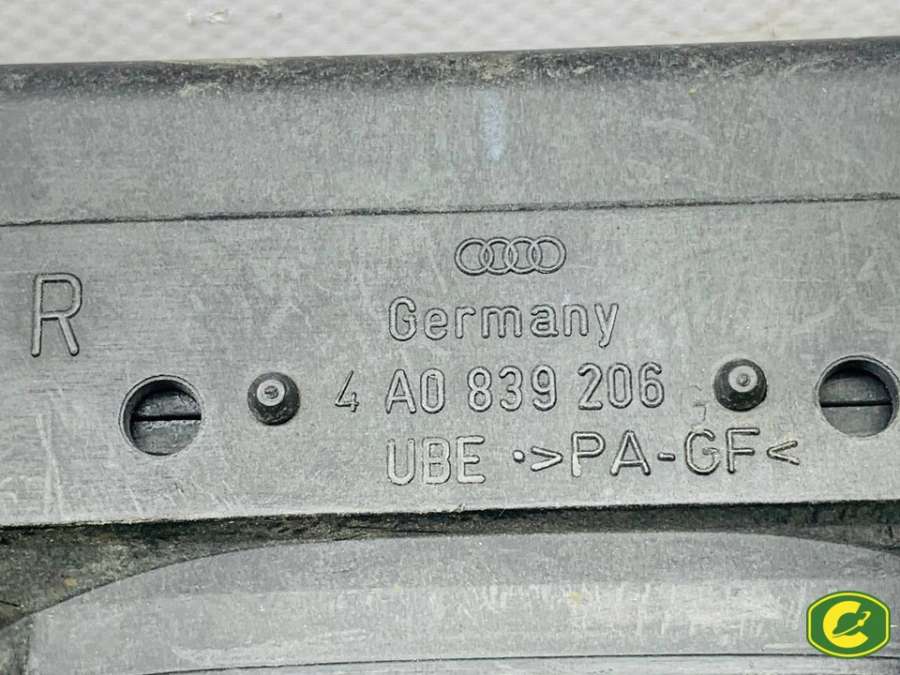 R
Germany
4 A0 839 206
UBE ·>PA-GF<